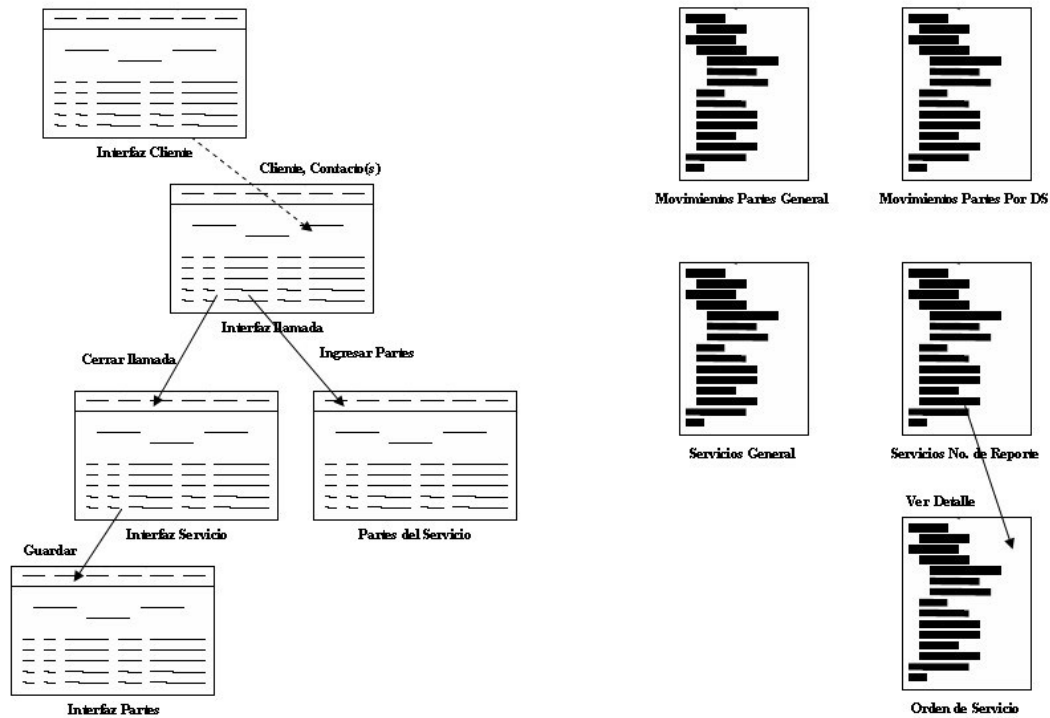 Interfaz Cliente
Cliente, Contacto(s)
Interfaz llamada
Cerrar llamada
Ingresar Partes
Interfaz Servicio
Partes del Servicio
Guardar
Interfaz Partes
Movimientos Partes General
Movimientos Partes Por DS
Servicios General
Servicios No. de Reporte
Ver Detalle
Orden de Servicio